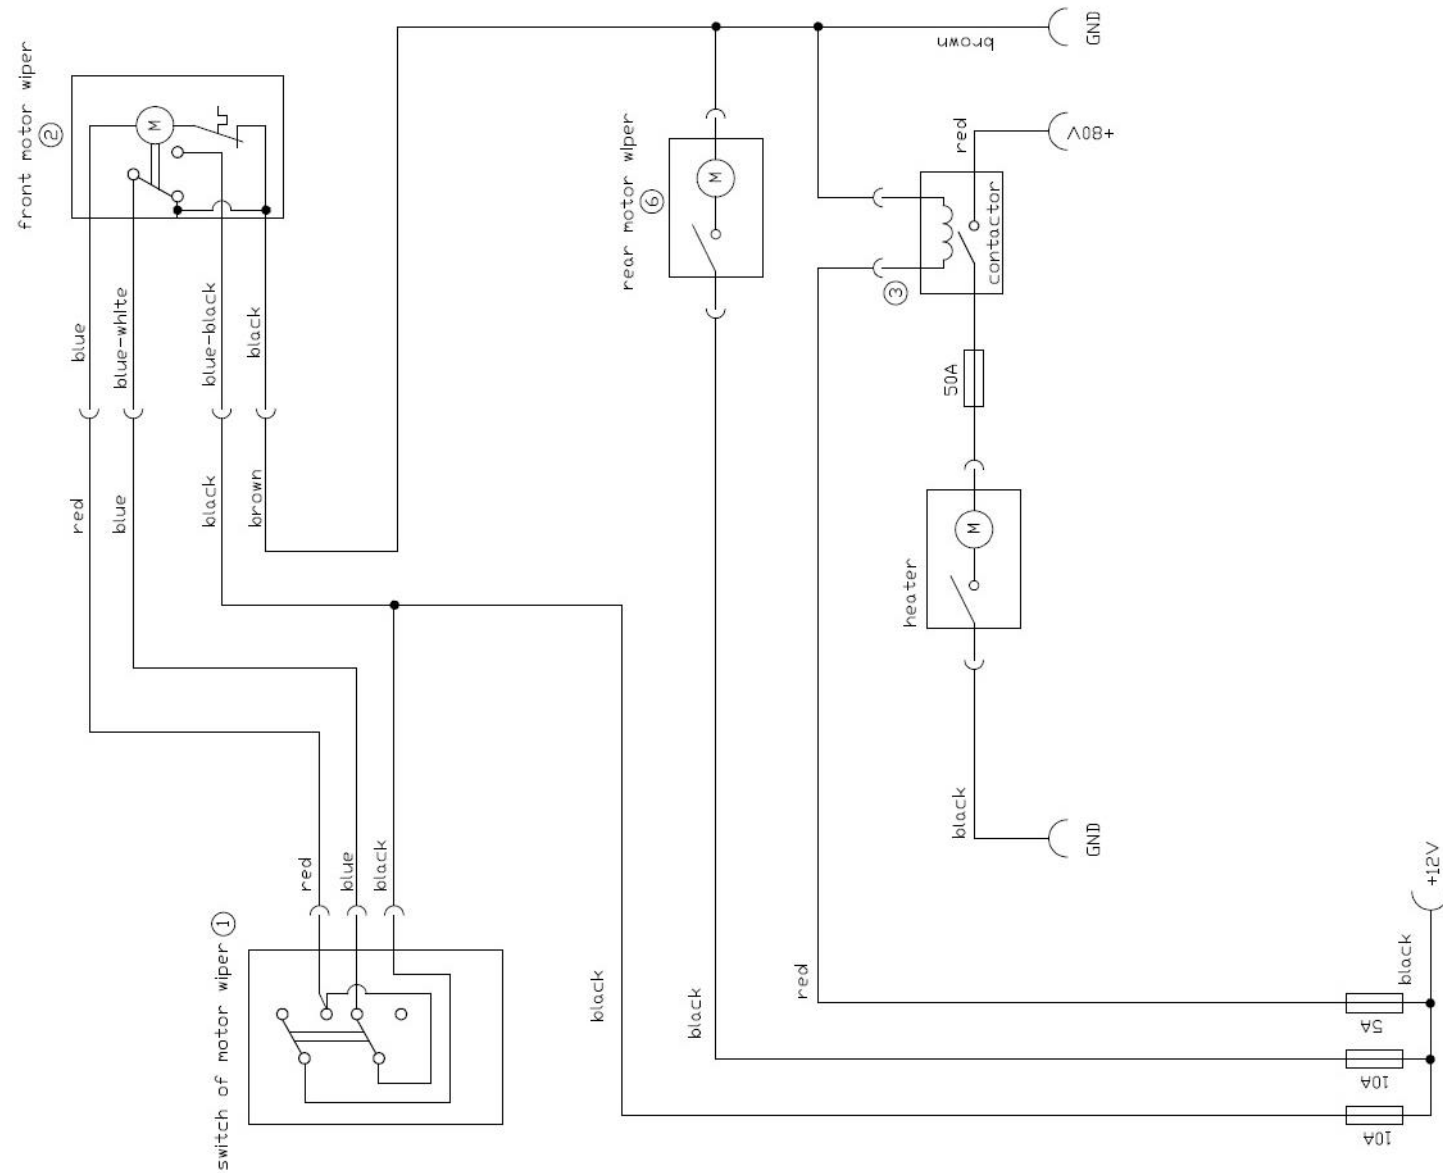 GND
brown
front motor wiper
2
M
+80V
red
M
rear motor wiper
6
contactor
3
blue
blue-white
blue-black
black
50A
red
blue
black
brown
M
heater
black
GND
red
blue
black
+12V
switch of motor wiper 1
black
black
red
black
5A
10A
10A